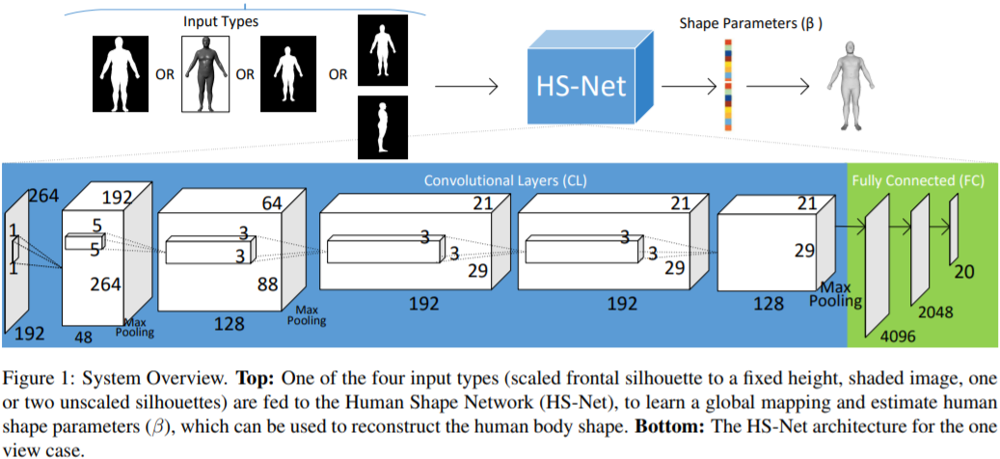 Input Types
Shape Parameters (β )
OR
OR
OR
HS-Net
Convolutional Layers (CL)
Fully Connected (FC)
264
192
1
1
192
5
5
264
48
Max
Pooling
64
3
3
88
128
Max
Pooling
21
3
3
29
192
21
3
3
29
192
21
29
128
Max
Pooling
4096
2048
20
Figure 1: System Overview. Top: One of the four input types (scaled frontal silhouette to a fixed height, shaded image, one
or two unscaled silhouettes) are fed to the Human Shape Network (HS-Net), to learn a global mapping and estimate human
shape parameters (β), which can be used to reconstruct the human body shape. Bottom: The HS-Net architecture for the one
view case.